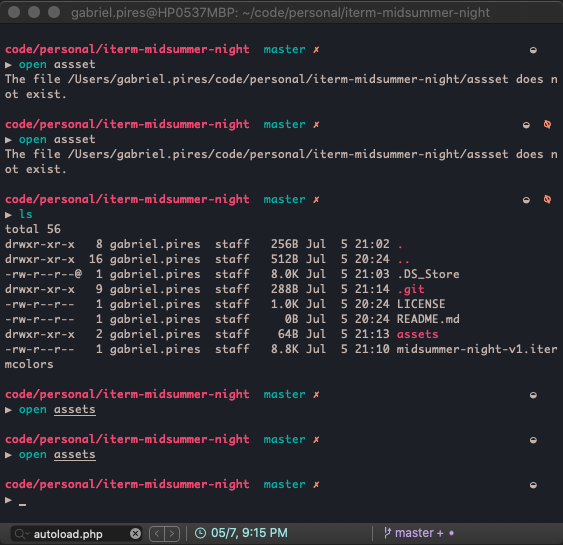 gabriel.pires@HP0537MBP: ~/code/personal/iterm-midsummer-night
code/personal/iterm-midsummer-night master ✗
▶ open assset
The file /Users/gabriel.pires/code/personal/iterm-midsummer-night/assset does n
ot exist.
code/personal/iterm-midsummer-night master ✗
▶ open assset
The file /Users/gabriel.pires/code/personal/iterm-midsummer-night/assset does n
ot exist.
code/personal/iterm-midsummer-night master ✗
▶ ls
total 56
drwxr-xr-x   8 gabriel.pires  staff   256B Jul  5 21:02 .
drwxr-xr-x  16 gabriel.pires  staff   512B Jul  5 20:24 ..
-rw-r--r--@  1 gabriel.pires  staff   8.0K Jul  5 21:03 .DS_Store
drwxr-xr-x   9 gabriel.pires  staff   288B Jul  5 21:14 .git
-rw-r--r--   1 gabriel.pires  staff   1.0K Jul  5 20:24 LICENSE
-rw-r--r--   1 gabriel.pires  staff     0B Jul  5 20:24 README.md
drwxr-xr-x   2 gabriel.pires  staff    64B Jul  5 21:13 assets
-rw-r--r--   1 gabriel.pires  staff   8.8K Jul  5 21:10 midsummer-night-v1.iter
mcolors
code/personal/iterm-midsummer-night master ✗
▶ open assets
code/personal/iterm-midsummer-night master ✗
▶ open assets
code/personal/iterm-midsummer-night master ✗
▶ _
autoload.php 05/7, 9:15 PM master + •